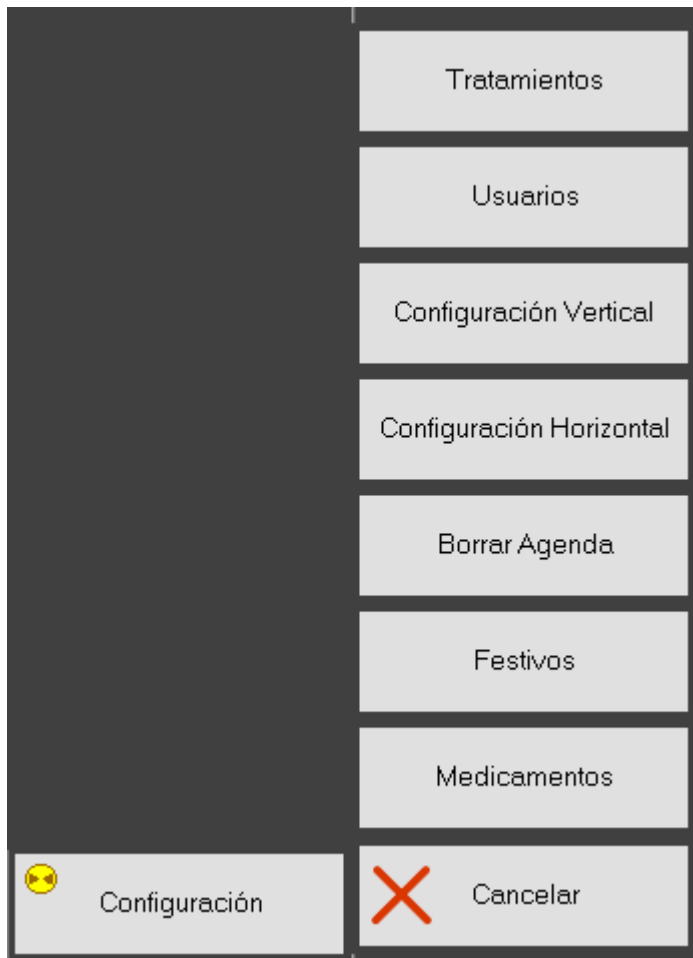 Tratamientos
Usuarios
Configuración Vertical
Configuración Horizontal
Borrar Agenda
Festivos
Medicamentos
Configuración
Cancelar